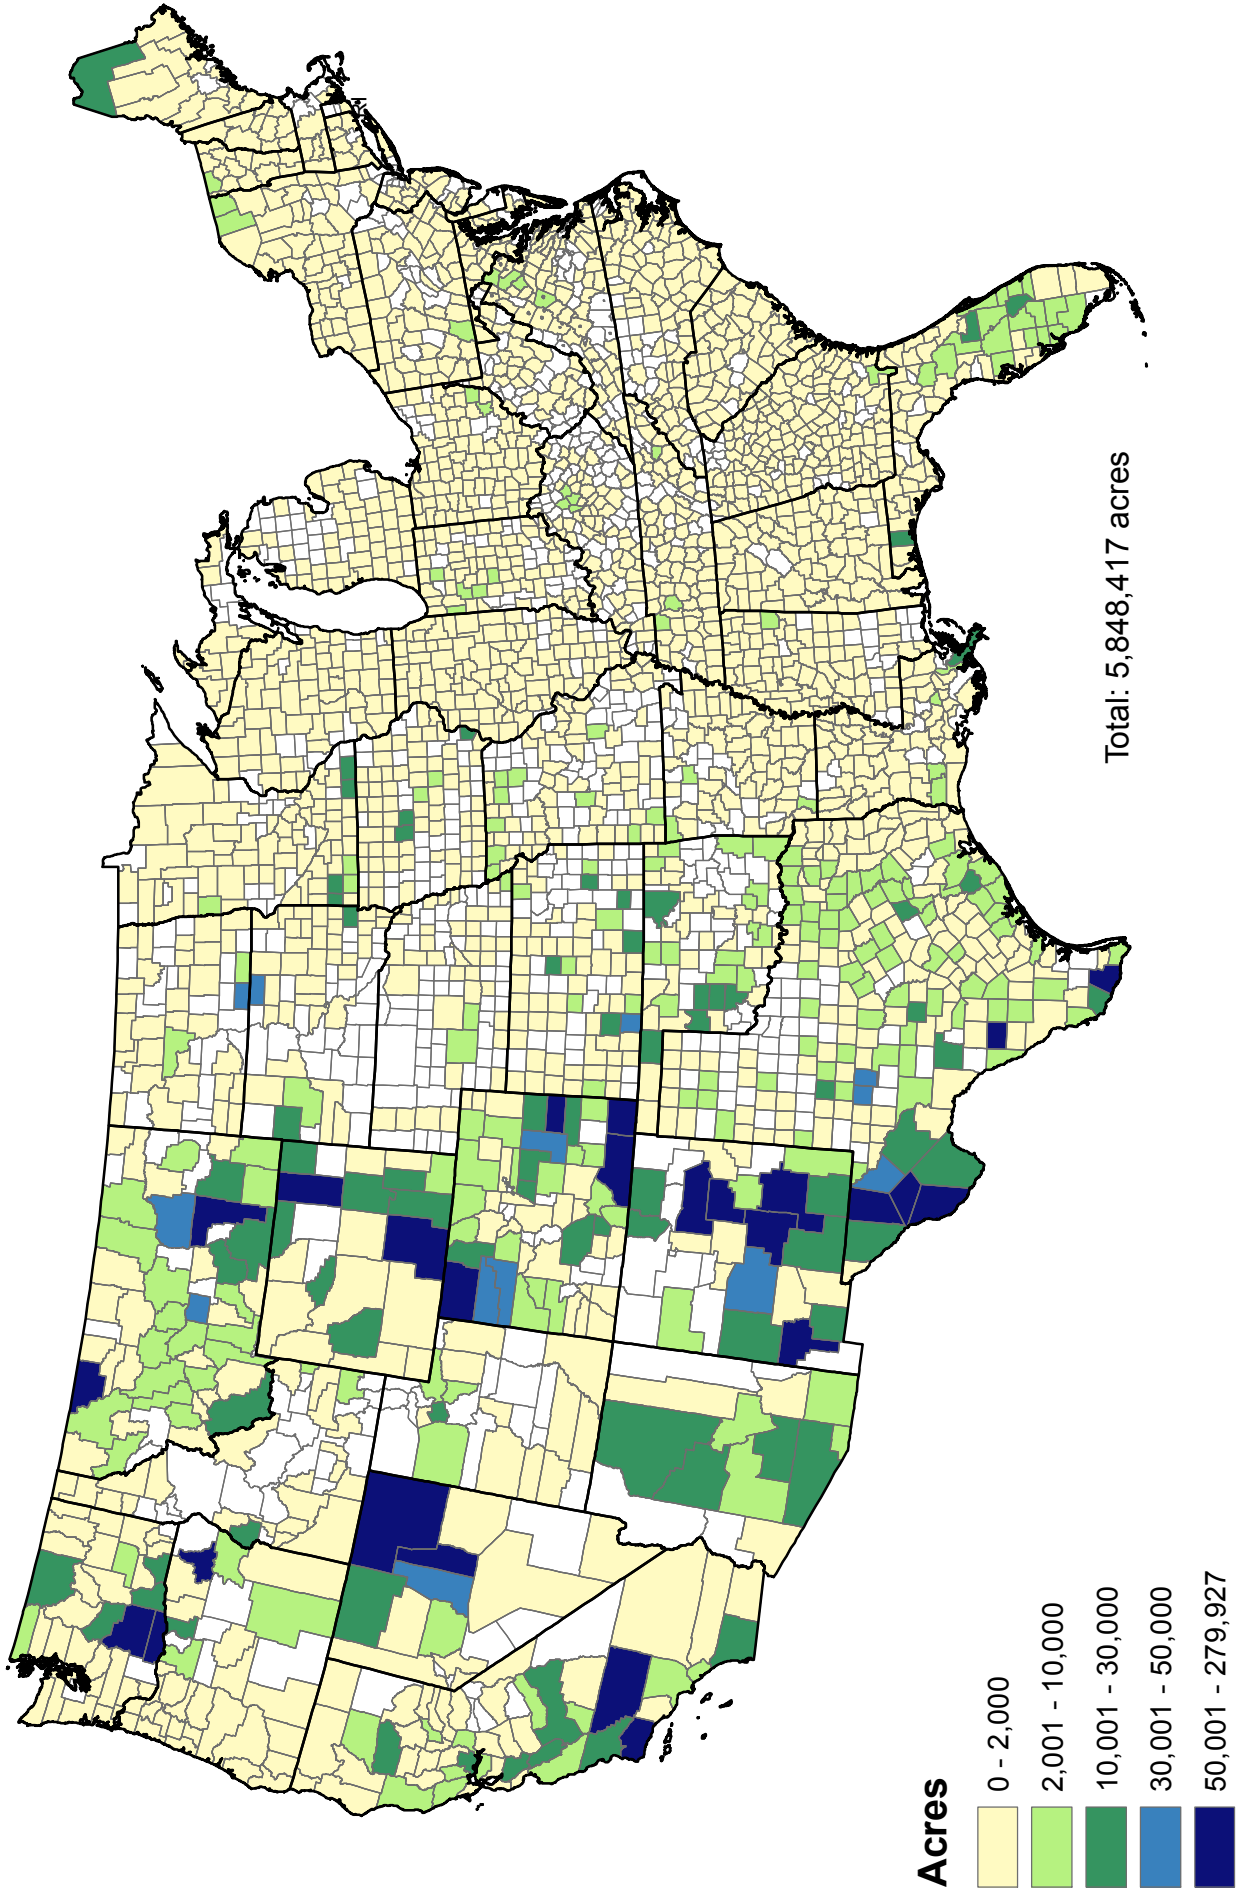 Total: 5,848,417 acres
Acres
0 - 2,000
2,001 - 10,000
10,001 - 30,000
30,001 - 50,000
50,001 - 279,927